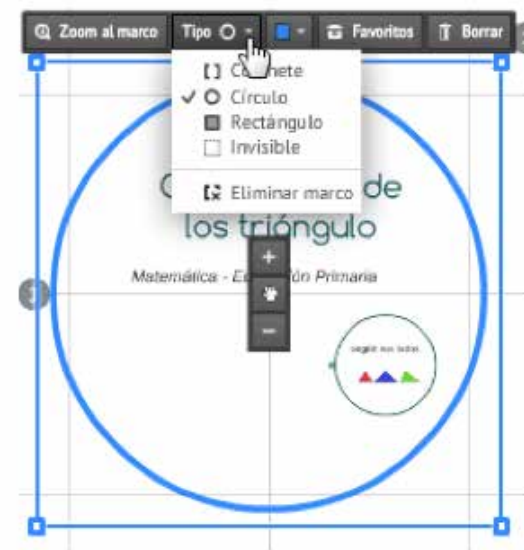 Zoom al marco Tipo Favoritos Borrar
Círculo
Rectángulo
Invisible
Eliminar marco
de
los triángulo
Matemática - Primaria
según sus lados